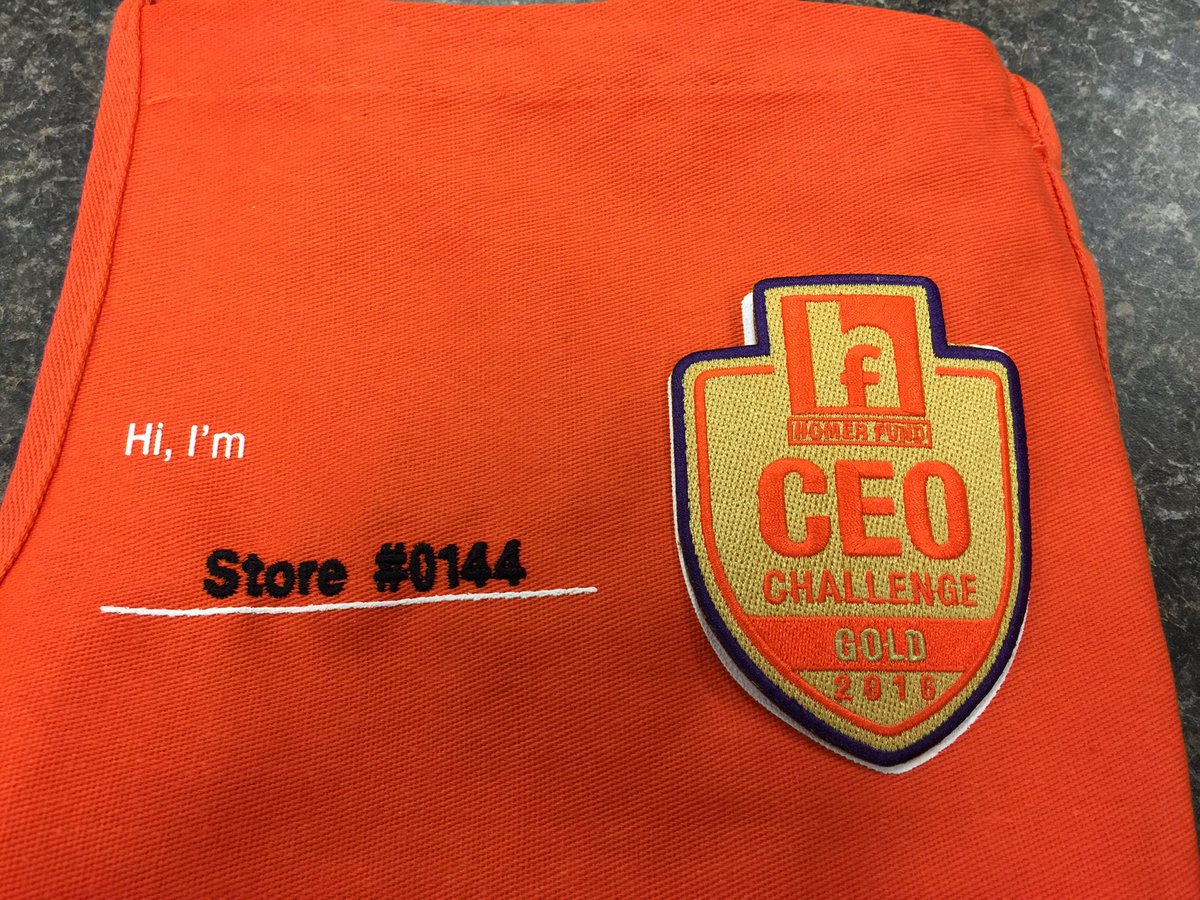 Hi, I'm
Store #0144
hf
HOMER FUND
CEO
CHALLENGE
GOLD
2016